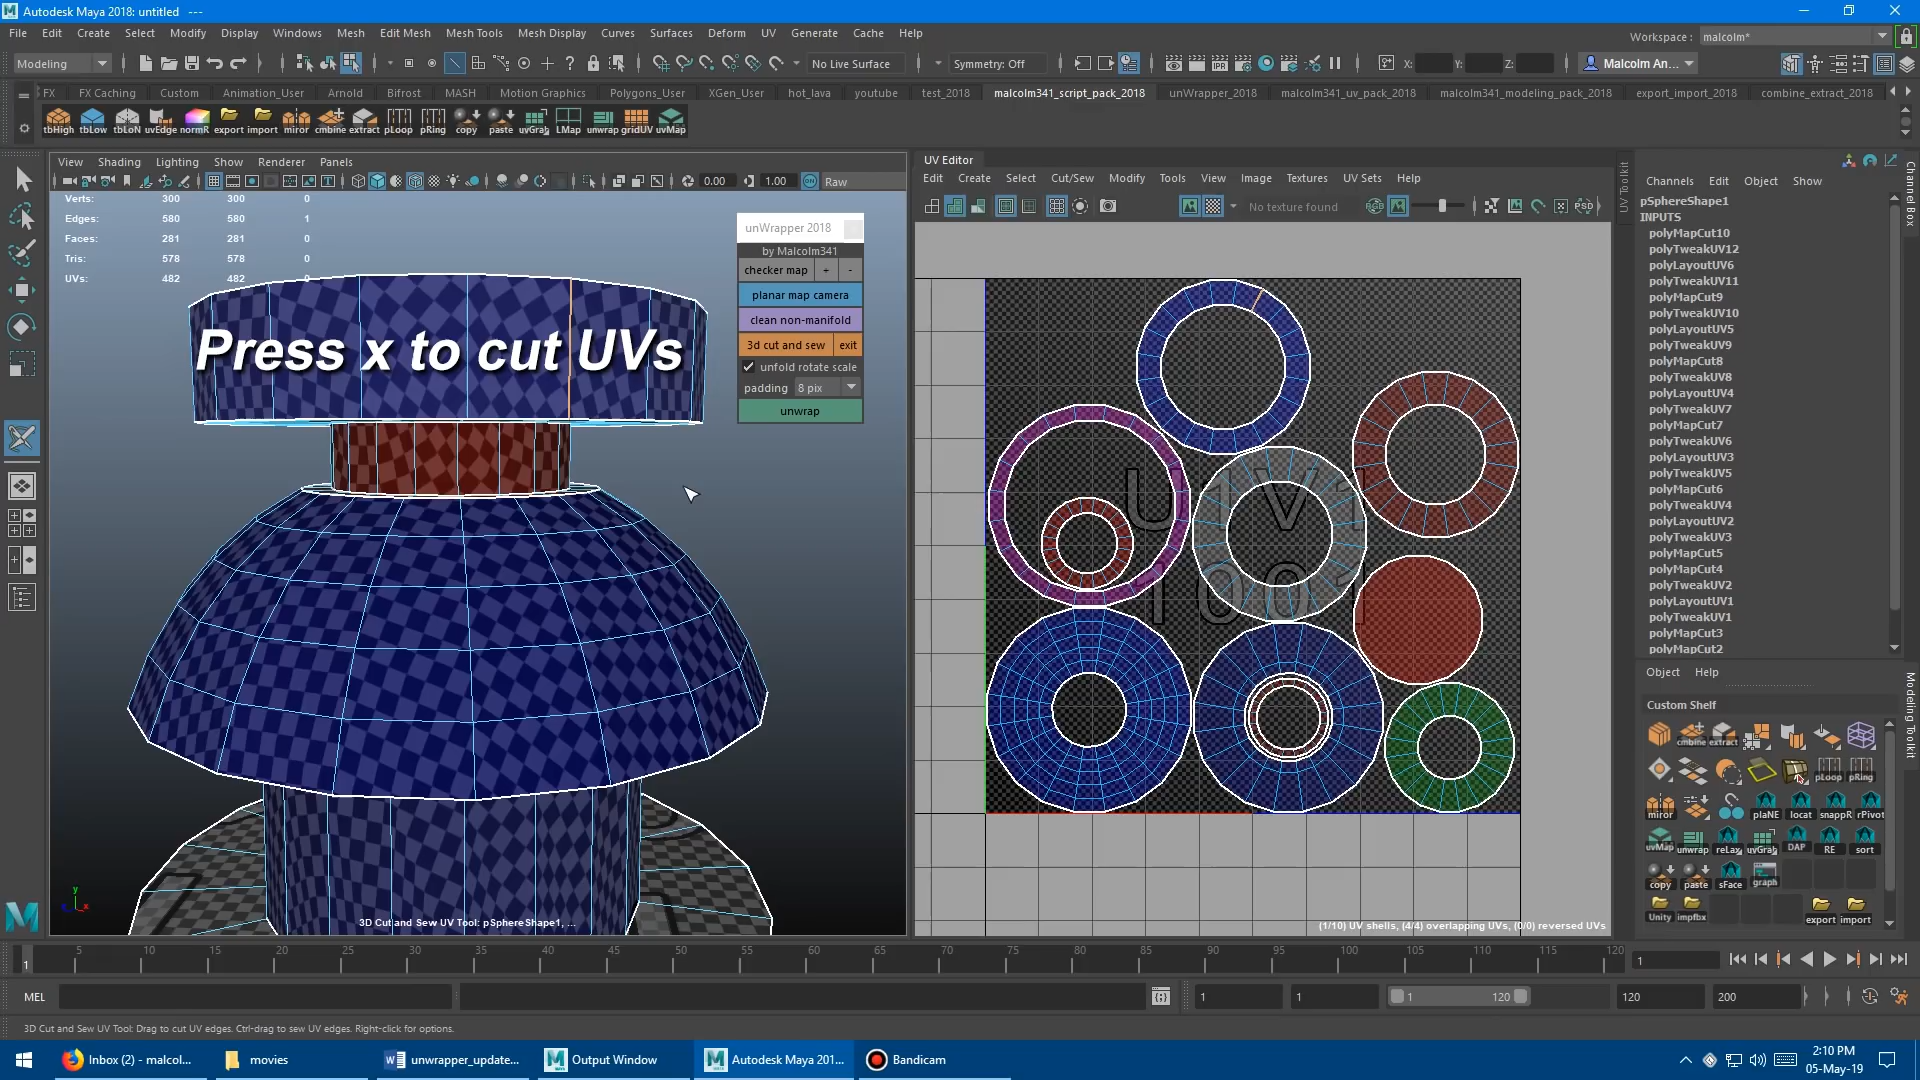 Autodesk Maya 2018: untitled   ---
File Edit Create Select Modify Display Windows Mesh Edit Mesh Mesh Tools Mesh Display Curves Surfaces Deform UV Generate Cache Help
Workspace : malcolm*
Modeling No Live Surface Symmetry: Off X: Y: Z: Malcolm An...
FX FX Caching Custom Animation_User Arnold Bifrost MASH Motion Graphics Polygons_User XGen_User hot_lava youtube test_2018 malcolm341_script_pack_2018 unWrapper_2018 malcolm341_uv_pack_2018 malcolm341_modeling_pack_2018 export_import_2018 combine_extract_2018
tbHigh tbLow tbLoN uvEdge normR export import miror cmbine extract pLoop pRing copy paste uvGrab LMap unwrap gridUV uvMap
View Shading Lighting Show Renderer Panels
0.00 1.00 Raw
Verts: 300 300 0
Edges: 580 580 1
Faces: 281 281 0
Tris: 578 578 0
UVs: 482 482 0
unWrapper 2018
by Malcolm341
checker map + -
planar map camera
clean non-manifold
3d cut and sew exit
unfold rotate scale
padding 8 pix
unwrap
Press x to cut UVs
3D Cut and Sew UV Tool: pSphereShape1, ...
UV Editor
Edit Create Select Cut/Sew Modify Tools View Image Textures UV Sets Help
No texture found
U1V1
1001
(1/10) UV shells, (4/4) overlapping UVs, (0/0) reversed UVs
UV Toolkit
Channels Edit Object Show
pSphereShape1
INPUTS
polyMapCut10
polyTweakUV12
polyLayoutUV6
polyTweakUV11
polyMapCut9
polyTweakUV10
polyLayoutUV5
polyTweakUV9
polyMapCut8
polyTweakUV8
polyLayoutUV4
polyTweakUV7
polyMapCut7
polyTweakUV6
polyLayoutUV3
polyTweakUV5
polyMapCut6
polyTweakUV4
polyLayoutUV2
polyTweakUV3
polyMapCut5
polyMapCut4
polyTweakUV2
polyLayoutUV1
polyTweakUV1
polyMapCut3
polyMapCut2
Channel Box
Object Help
Custom Shelf
cmbine extract
pLoop pRing
miror plaNE locat snappR rPivot
uvMap unwrap reLax uvGrab DAP RE sort
copy paste sFace graph
Unity impfbx export import
Modeling Toolkit
1 5 10 15 20 25 30 35 40 45 50 55 60 65 70 75 80 85 90 95 100 105 110 115 120
1
MEL
1 1 1 120 120 200
3D Cut and Sew UV Tool: Drag to cut UV edges. Ctrl-drag to sew UV edges. Right-click for options.
Inbox (2) - malcol... movies unwrapper_update... Output Window Autodesk Maya 201... Bandicam
2:10 PM
05-May-19